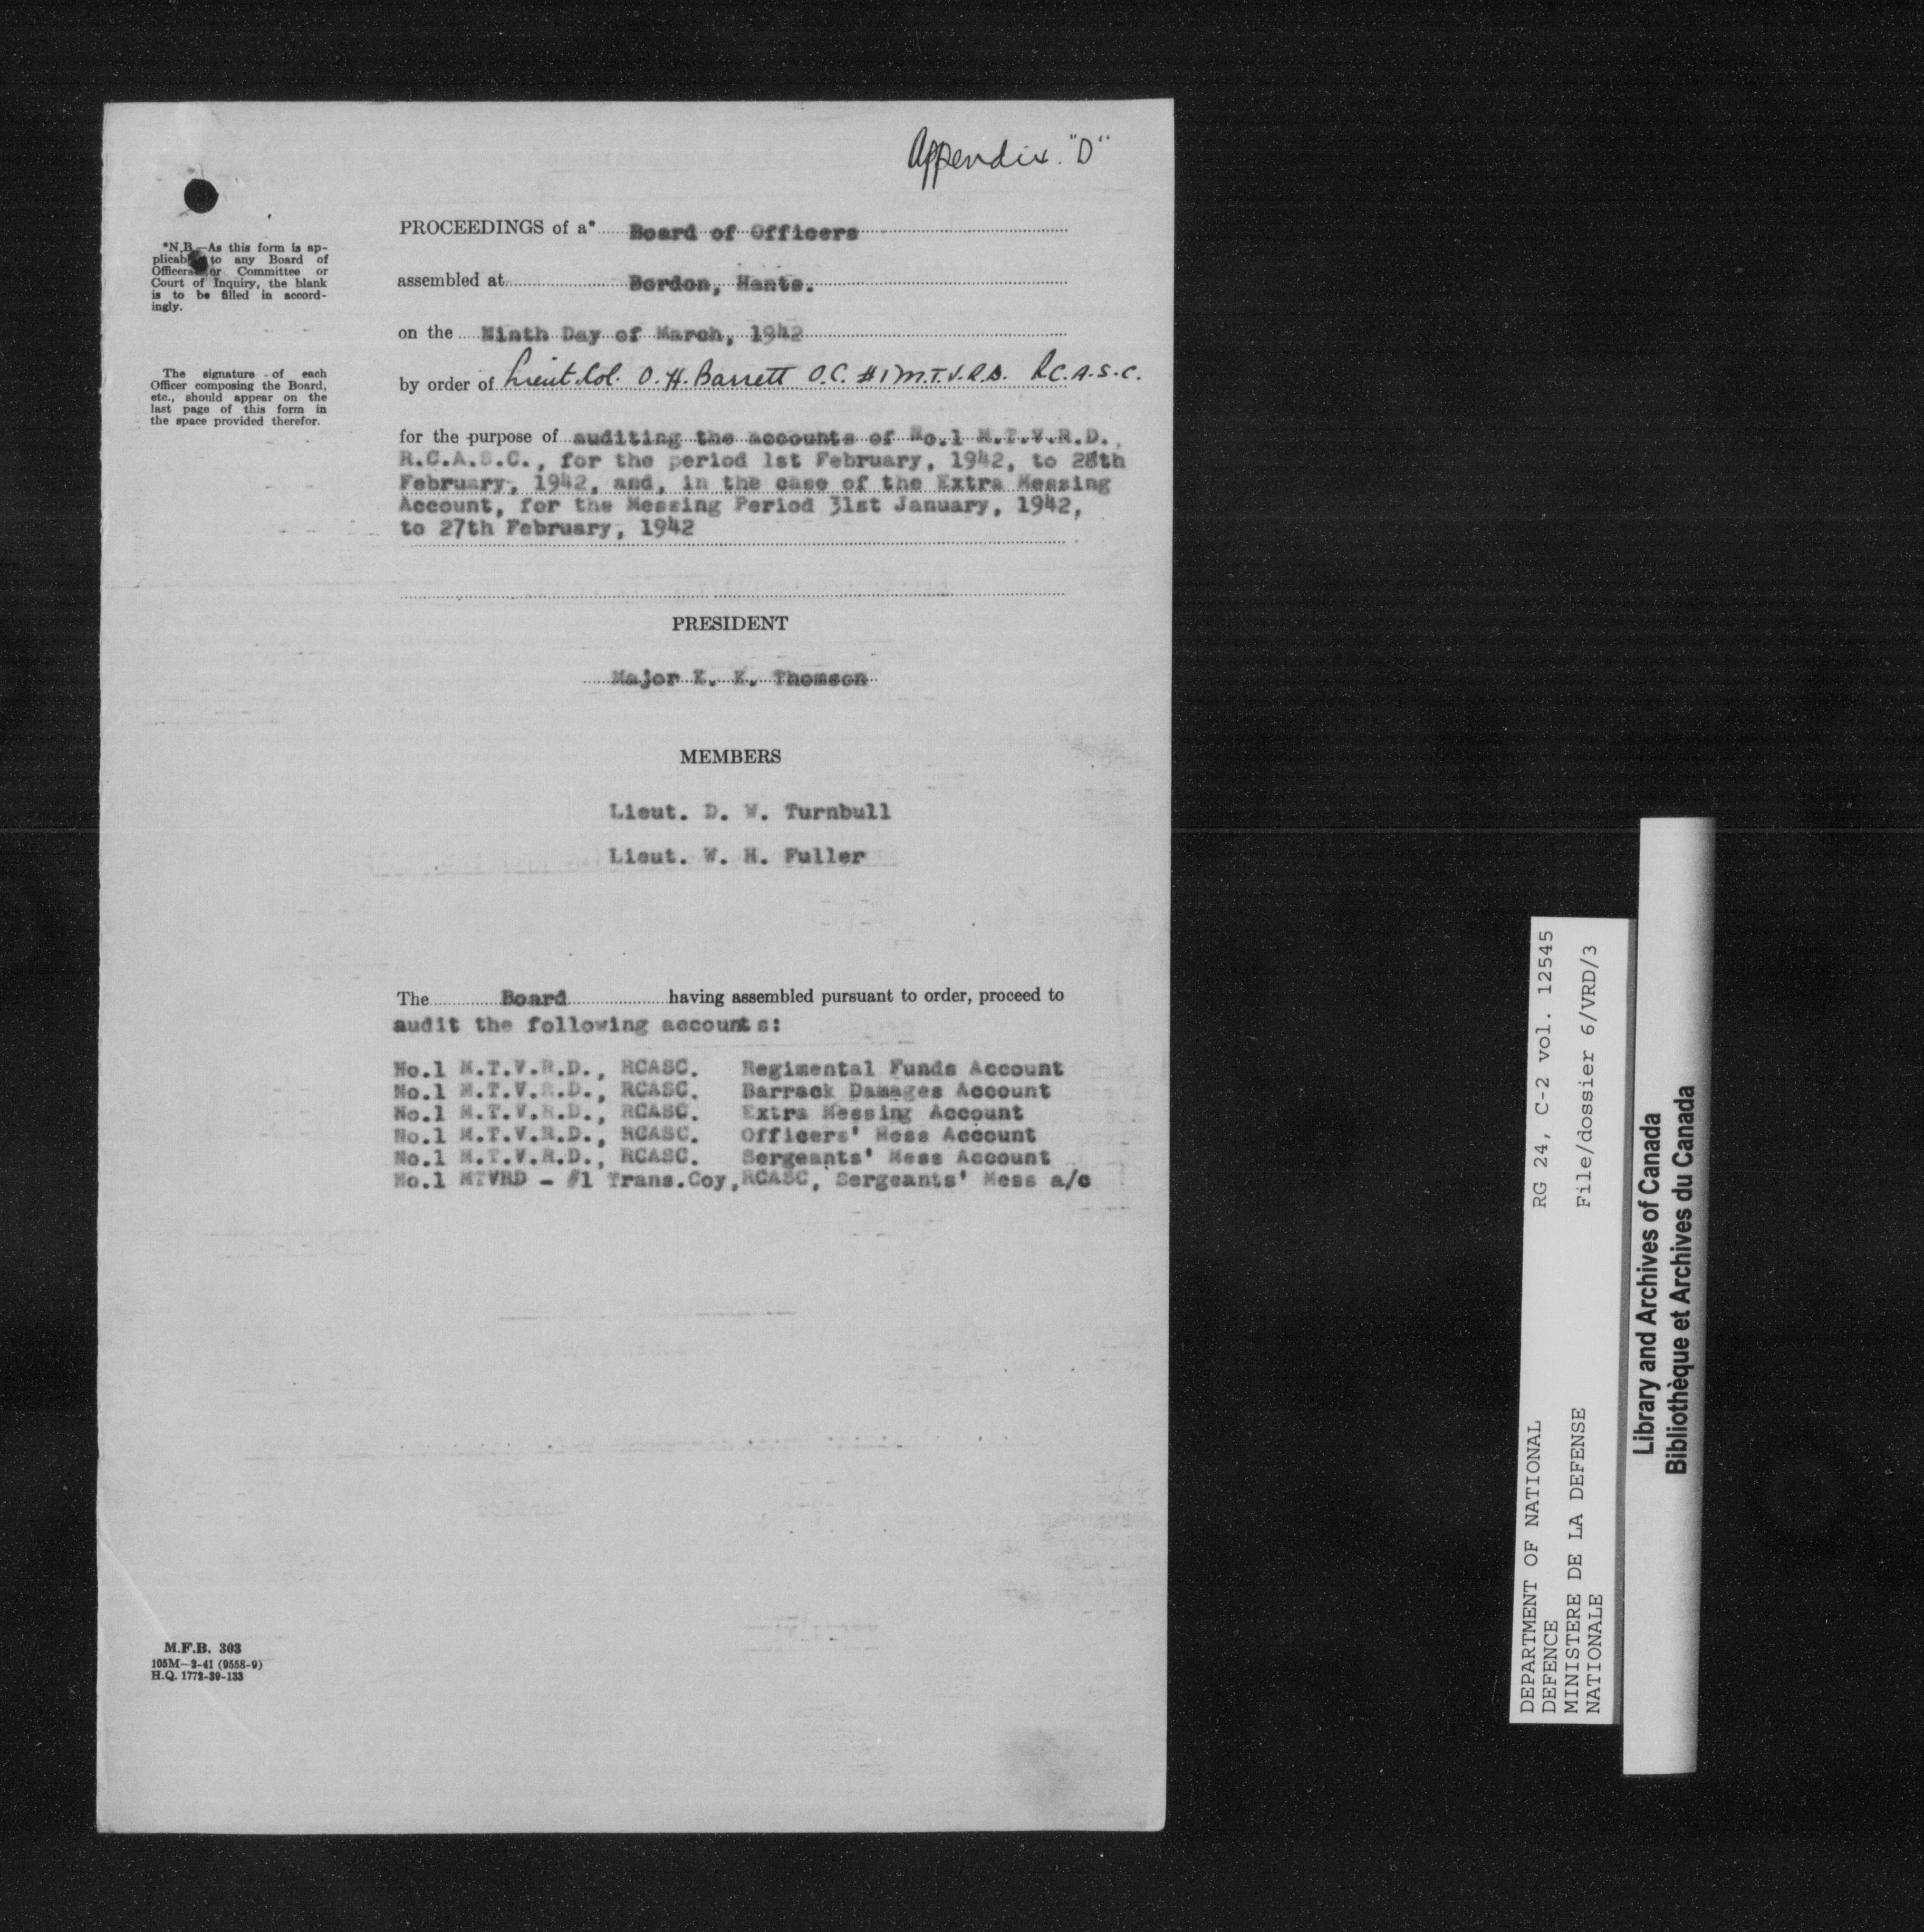 Appendix "D"
PROCEEDINGS of a* Board of Officers
assembled at Bordon, Hants.
on the Ninth Day of March, 1942
by order of Lieut. Col. O. H. Barrett O.C. #1 M.T.V.R.D. R.C.A.S.C.
for the purpose of auditing the accounts of No.1 M.T.V.R.D.,
R.C.A.S.C., for the period 1st February, 1942, to 28th
February, 1942, and, in the case of the Extra Messing
Account, for the Messing Period 31st January, 1942,
to 27th February, 1942
*N.B.—As this form is ap-
plicable to any Board of
Officers or Committee or
Court of Inquiry, the blank
is to be filled in accord-
ingly.
The signature of each
Officer composing the Board,
etc., should appear on the
last page of this form in
the space provided therefor.
PRESIDENT
Major K. K. Thomson
MEMBERS
Lieut. D. W. Turnbull
Lieut. W. H. Fuller
The Board having assembled pursuant to order, proceed to
audit the following accounts:
No.1 M.T.V.R.D., RCASC. Regimental Funds Account
No.1 M.T.V.R.D., RCASC. Barrack Damages Account
No.1 M.T.V.R.D., RCASC. Extra Messing Account
No.1 M.T.V.R.D., RCASC. Officers' Mess Account
No.1 M.T.V.R.D., RCASC. Sergeants' Mess Account
No.1 MTVRD - #1 Trans.Coy,RCASC, Sergeants' Mess a/c
M.F.B. 303
105M—2-41 (9558-9)
H.Q. 1772-39-133
DEPARTMENT OF NATIONAL RG 24, C-2 vol. 12545
DEFENCE
MINISTERE DE LA DEFENSE File/dossier 6/VRD/3
NATIONALE
Library and Archives of Canada
Bibliothèque et Archives du Canada